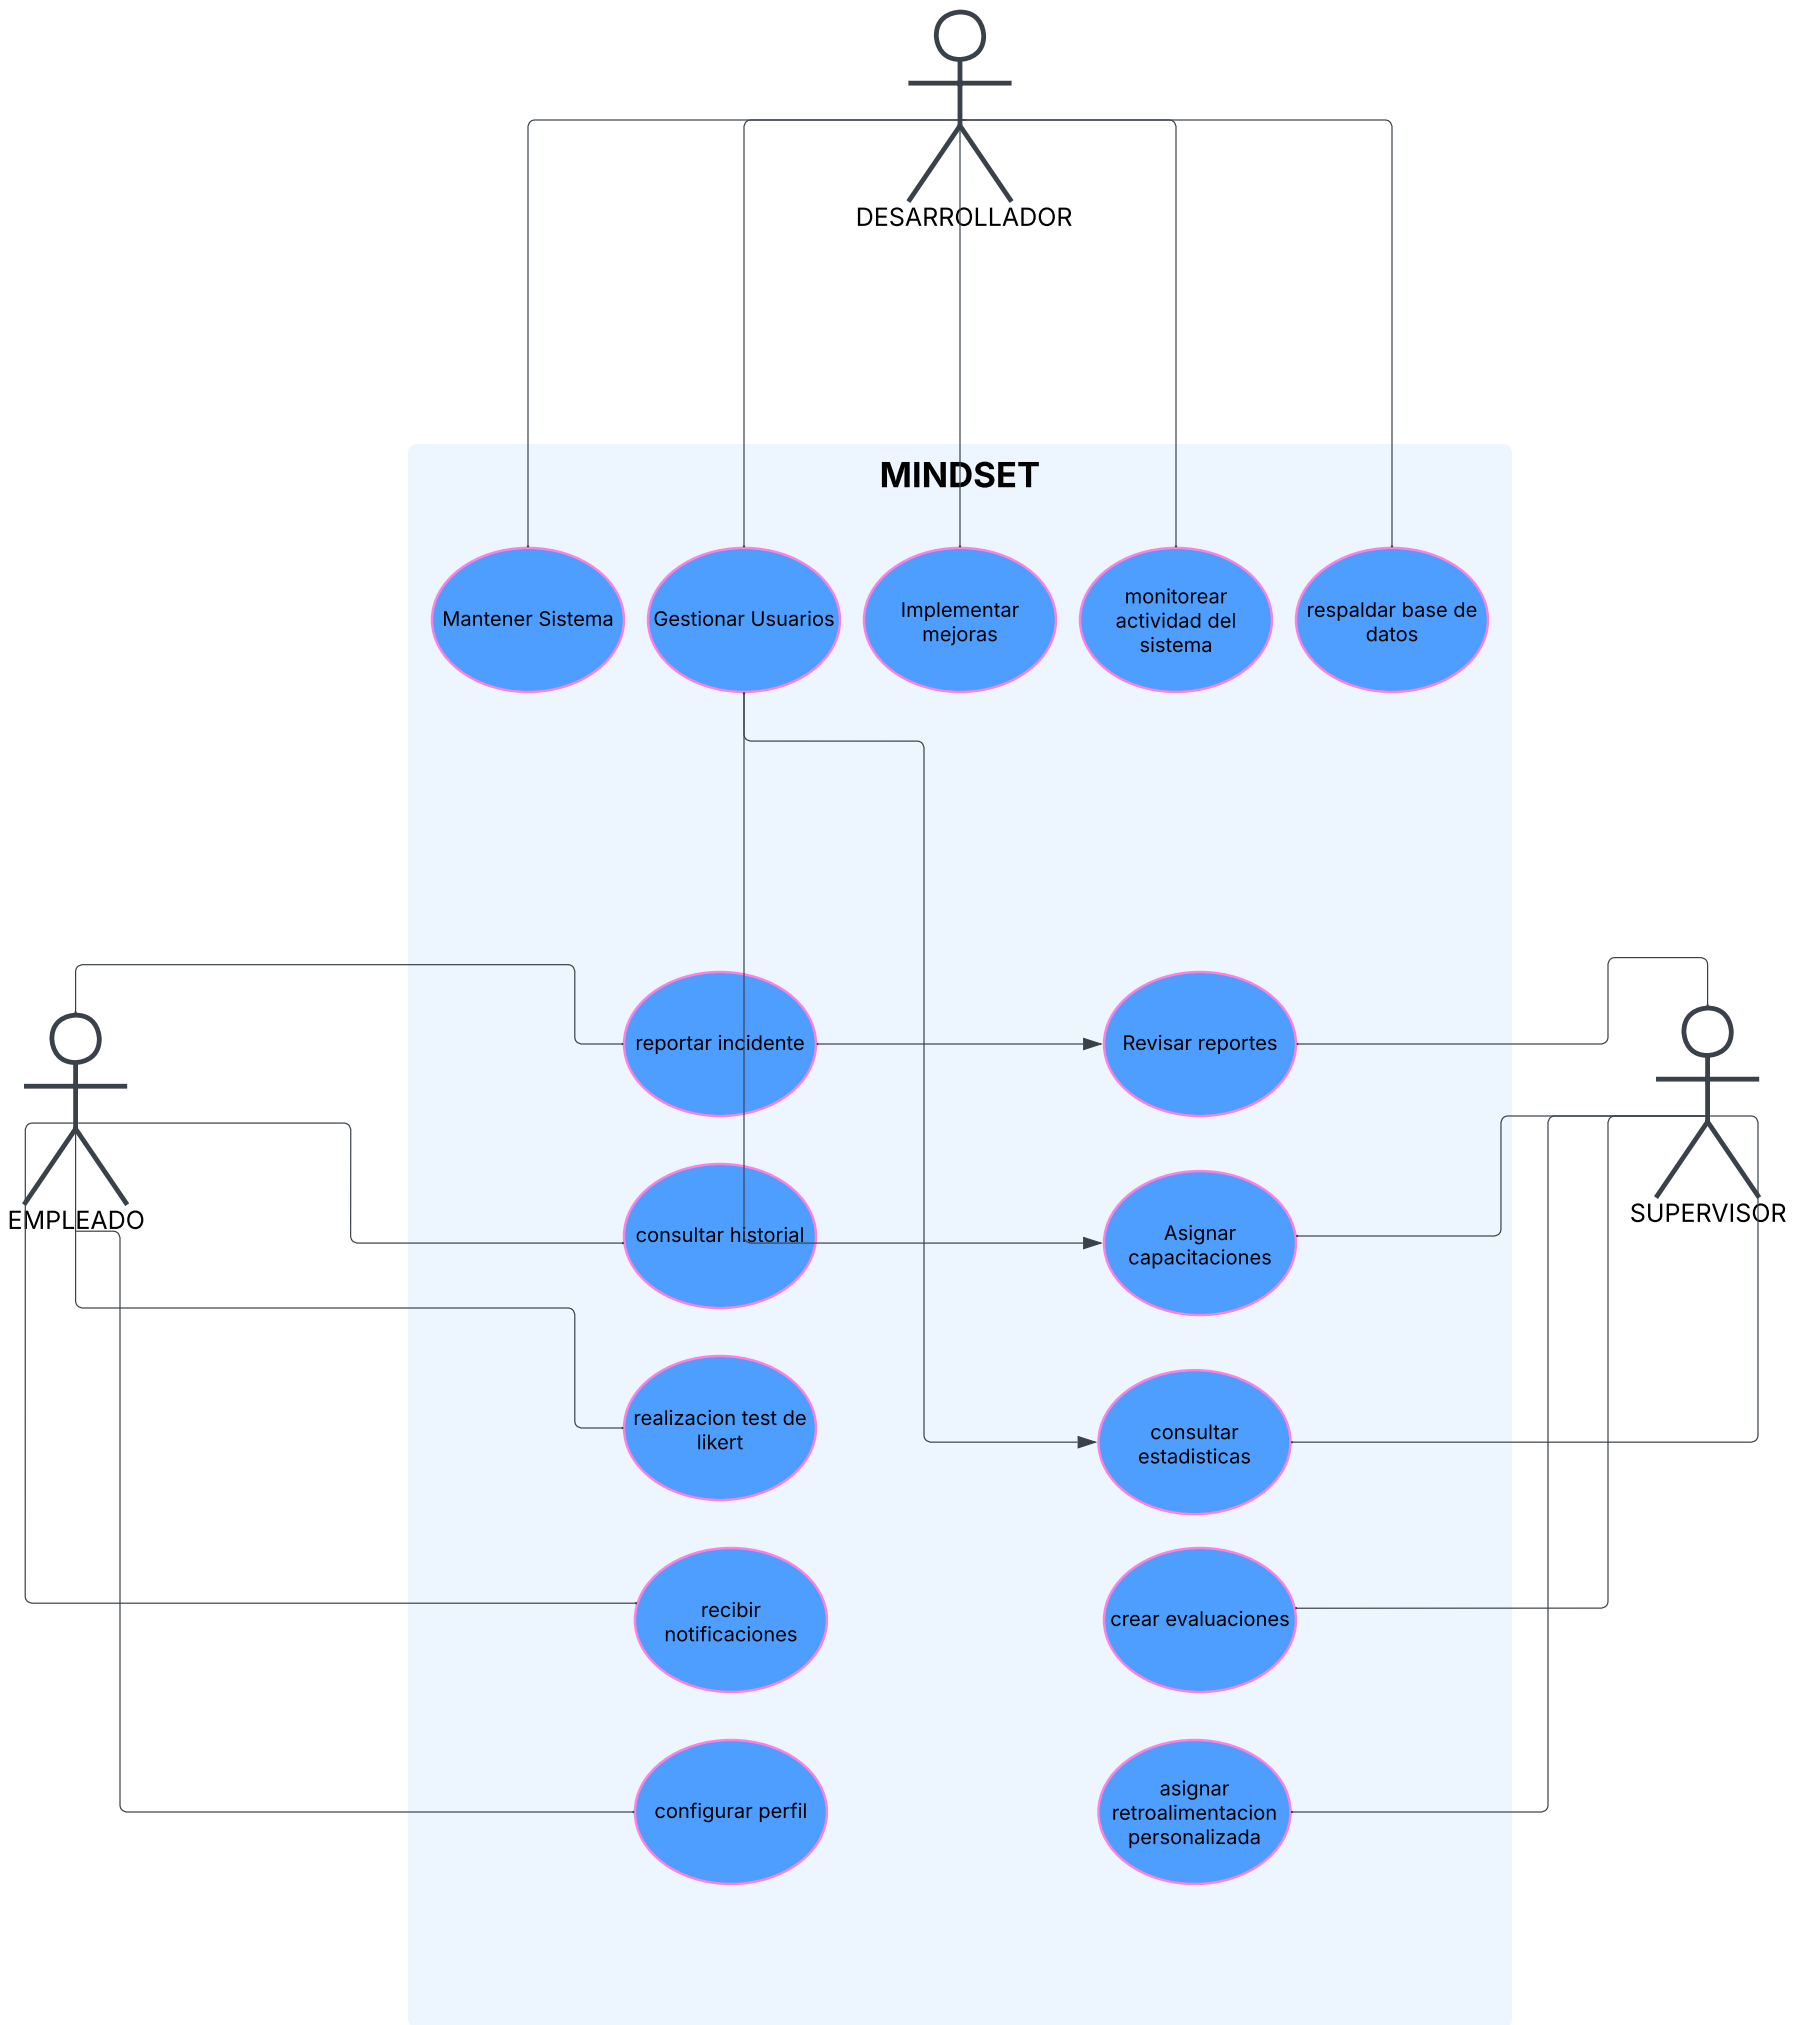 DESARROLLADOR
MINDSET
Mantener Sistema
Gestionar Usuarios
Implementar
mejoras
monitorear
actividad del
sistema
respaldar base de
datos
reportar incidente
Revisar reportes
EMPLEADO
SUPERVISOR
consultar historial
Asignar
capacitaciones
realizacion test de
likert
consultar
estadisticas
recibir
notificaciones
crear evaluaciones
configurar perfil
asignar
retroalimentacion
personalizada